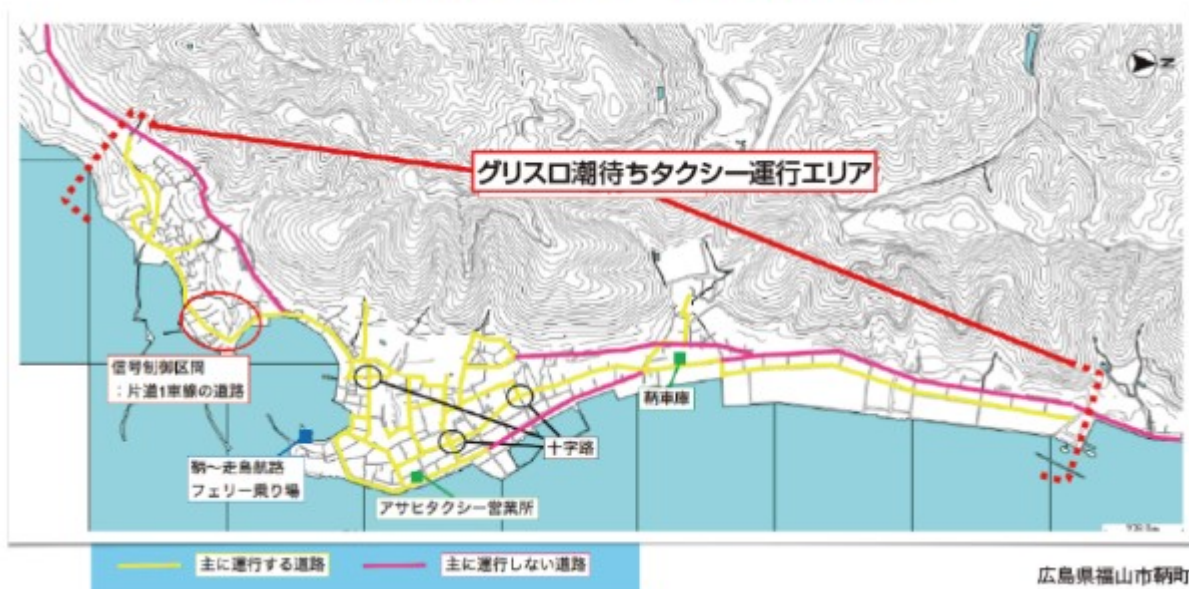 N
グリスロ潮待ちタクシー運行エリア
信号制御区間
：片道1車線の道路
鞆車庫
十字路
鞆～走島航路
フェリー乗り場
アサヒタクシー営業所
主に運行する道路
主に運行しない道路
広島県福山市鞆町